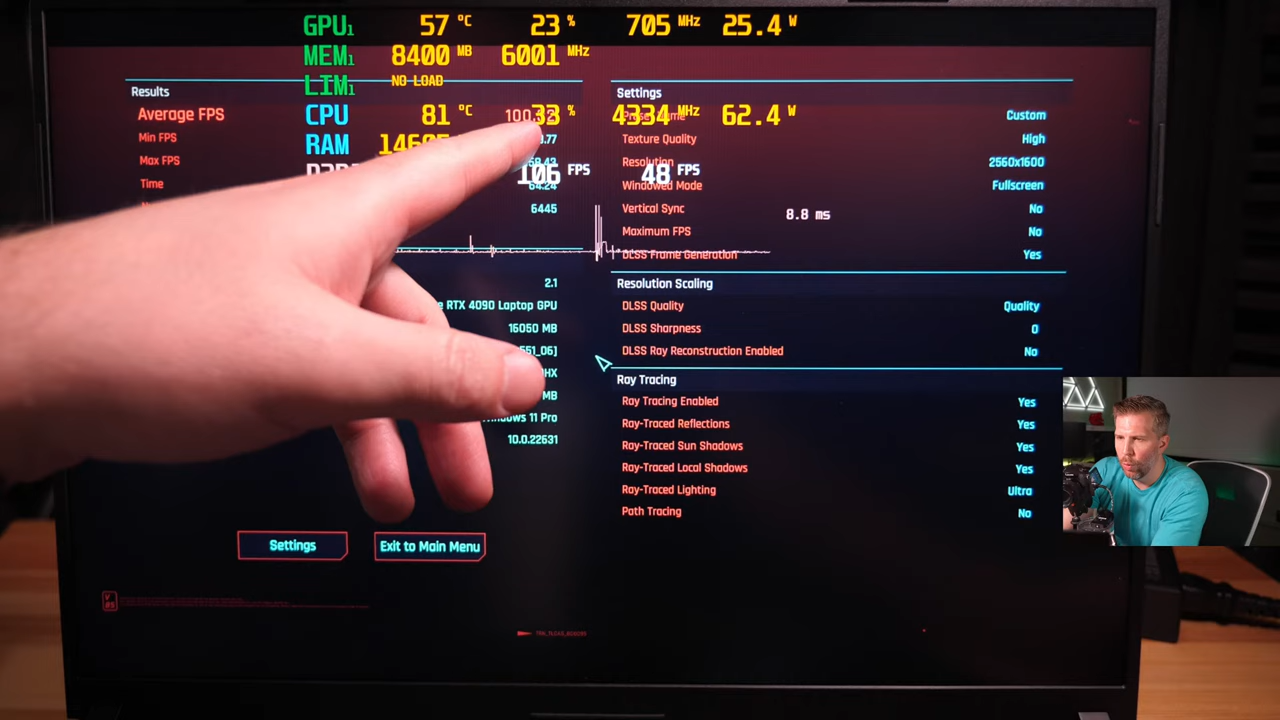 GPU1 57 °C 23 % 705 MHz 25.4 W
MEM1 8400 MB 6001 MHz
LIM1 NO LOAD
CPU 81 °C 33 % 4334 MHz 62.4 W
RAM
106 FPS 48 FPS
8.8 ms
Results
Average FPS
Min FPS
Max FPS
Time 64.24
6445
2.1
RTX 4090 Laptop GPU
16050 MB
HX
MB
Windows 11 Pro
10.0.22631
Settings
Custom
Texture Quality High
Resolution 2560x1600
Windowed Mode Fullscreen
Vertical Sync No
Maximum FPS No
DLSS Frame Generation Yes
Resolution Scaling
DLSS Quality Quality
DLSS Sharpness 0
DLSS Ray Reconstruction Enabled No
Ray Tracing
Ray Tracing Enabled Yes
Ray-Traced Reflections Yes
Ray-Traced Sun Shadows Yes
Ray-Traced Local Shadows Yes
Ray-Traced Lighting Ultra
Path Tracing No
Settings Exit to Main Menu